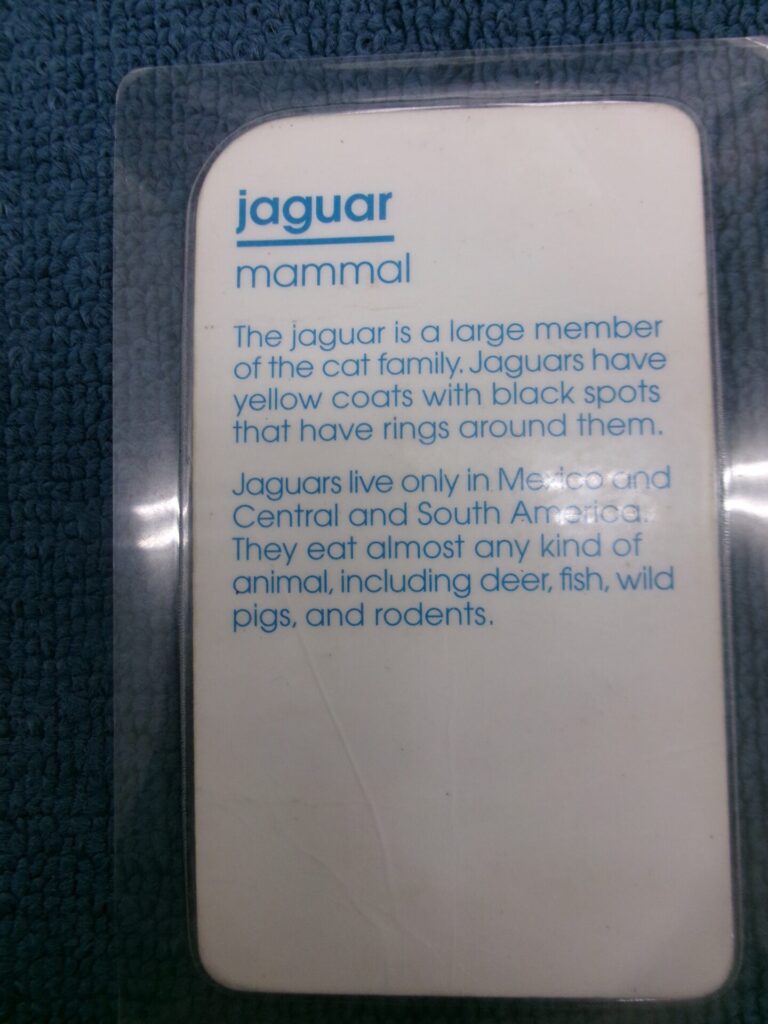 jaguar
mammal
The jaguar is a large member
of the cat family. Jaguars have
yellow coats with black spots
that have rings around them.
Jaguars live only in Mexico and
Central and South America.
They eat almost any kind of
animal, including deer, fish, wild
pigs, and rodents.